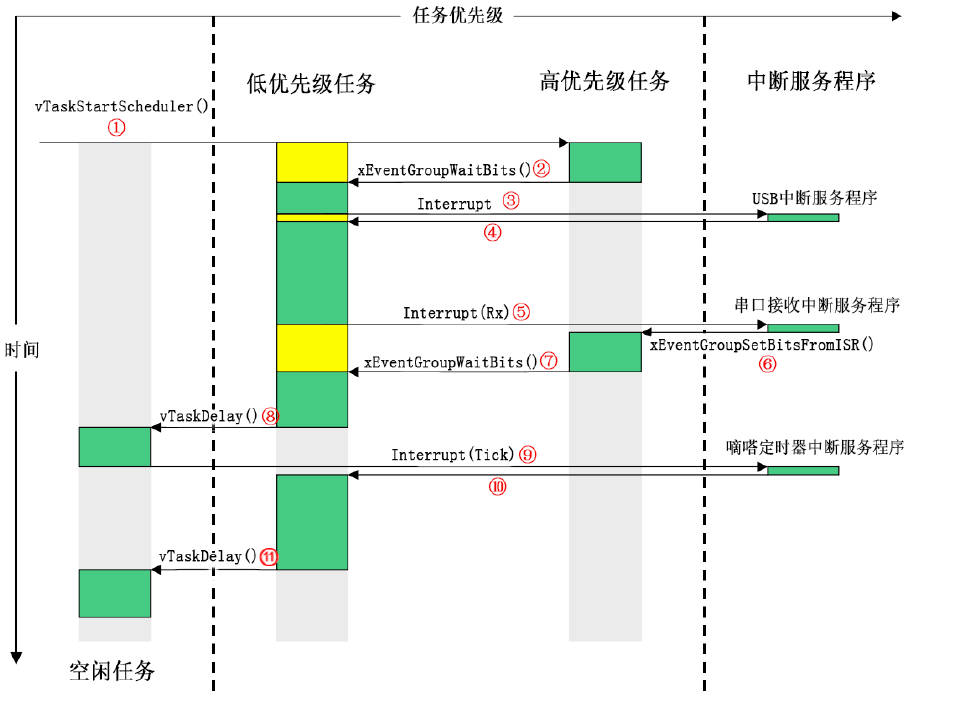 任务优先级
低优先级任务
高优先级任务
中断服务程序
vTaskStartScheduler()
①
xEventGroupWaitBits()②
Interrupt ③
USB中断服务程序
④
串口接收中断服务程序
Interrupt(Rx)⑤
xEventGroupSetBitsFromISR()
⑥
时间
xEventGroupWaitBits()⑦
vTaskDelay()⑧
嘀嗒定时器中断服务程序
Interrupt(Tick)⑨
⑩
vTaskDelay()⑪
空闲任务